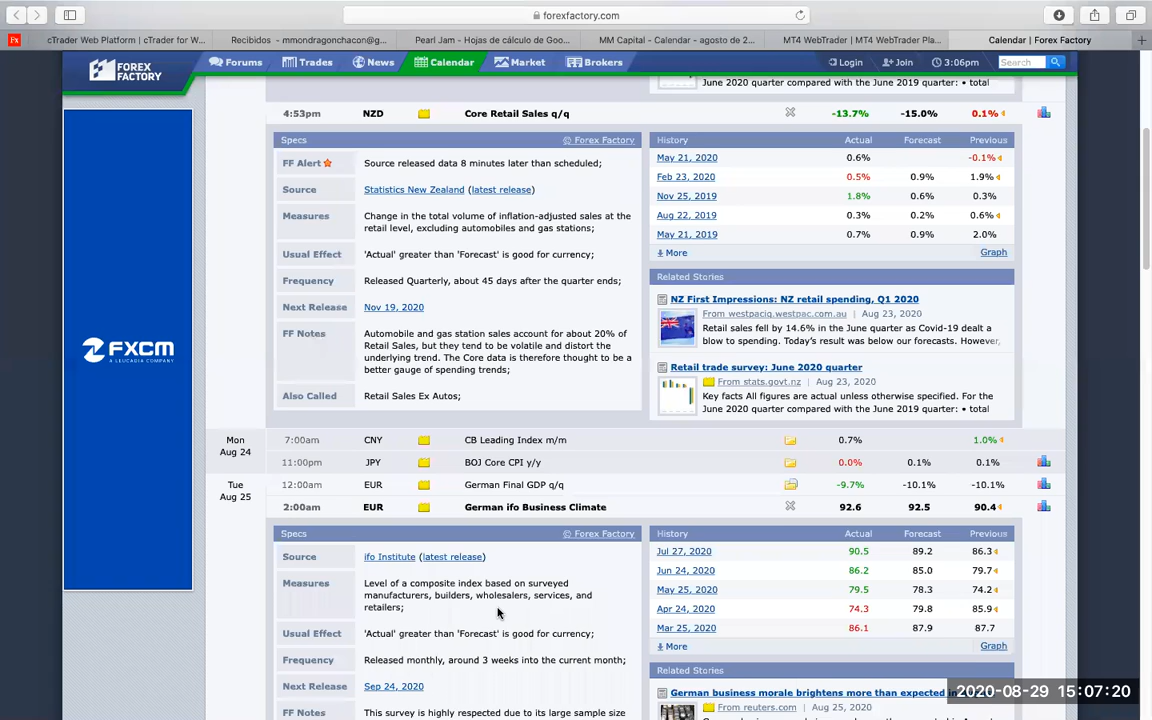 forexfactory.com
cTrader Web Platform | cTrader for W...
Recibidos - mmondragonchacon@g...
Pearl Jam - Hojas de cálculo de Goo...
MM Capital - Calendar - agosto de 2...
MT4 WebTrader | MT4 WebTrader Pla...
Calendar | Forex Factory
FOREX FACTORY
Forums Trades News Calendar Market Brokers Login Join 3:06pm Search
June 2020 quarter compared with the June 2019 quarter: • total
4:53pm NZD Core Retail Sales q/q -13.7% -15.0% 0.1%
Specs © Forex Factory
FF Alert Source released data 8 minutes later than scheduled;
Source Statistics New Zealand (latest release)
Measures Change in the total volume of inflation-adjusted sales at the
retail level, excluding automobiles and gas stations;
Usual Effect 'Actual' greater than 'Forecast' is good for currency;
Frequency Released Quarterly, about 45 days after the quarter ends;
Next Release Nov 19, 2020
FF Notes Automobile and gas station sales account for about 20% of
Retail Sales, but they tend to be volatile and distort the
underlying trend. The Core data is therefore thought to be a
better gauge of spending trends;
Also Called Retail Sales Ex Autos;
History Actual Forecast Previous
May 21, 2020 0.6% -0.1%
Feb 23, 2020 0.5% 0.9% 1.9%
Nov 25, 2019 1.8% 0.6% 0.3%
Aug 22, 2019 0.3% 0.2% 0.6%
May 21, 2019 0.7% 0.9% 2.0%
More Graph
Related Stories
NZ First Impressions: NZ retail spending, Q1 2020
From westpaciq.westpac.com.au | Aug 23, 2020
Retail sales fell by 14.6% in the June quarter as Covid-19 dealt a
blow to spending. Today's result was below our forecasts. However,
Retail trade survey: June 2020 quarter
From stats.govt.nz | Aug 23, 2020
Key facts All figures are actual unless otherwise specified. For the
June 2020 quarter compared with the June 2019 quarter: • total
FXCM
A LEUCADIA COMPANY
Mon
Aug 24
7:00am CNY CB Leading Index m/m 0.7% 1.0%
11:00pm JPY BOJ Core CPI y/y 0.0% 0.1% 0.1%
Tue
Aug 25
12:00am EUR German Final GDP q/q -9.7% -10.1% -10.1%
2:00am EUR German ifo Business Climate 92.6 92.5 90.4
Specs © Forex Factory
Source ifo Institute (latest release)
Measures Level of a composite index based on surveyed
manufacturers, builders, wholesalers, services, and
retailers;
Usual Effect 'Actual' greater than 'Forecast' is good for currency;
Frequency Released monthly, around 3 weeks into the current month;
Next Release Sep 24, 2020
FF Notes This survey is highly respected due to its large sample size
History Actual Forecast Previous
Jul 27, 2020 90.5 89.2 86.3
Jun 24, 2020 86.2 85.0 79.7
May 25, 2020 79.5 78.3 74.2
Apr 24, 2020 74.3 79.8 85.9
Mar 25, 2020 86.1 87.9 87.7
More Graph
Related Stories
German business morale brightens more than expected in
From reuters.com | Aug 25, 2020
2020-08-29 15:07:20